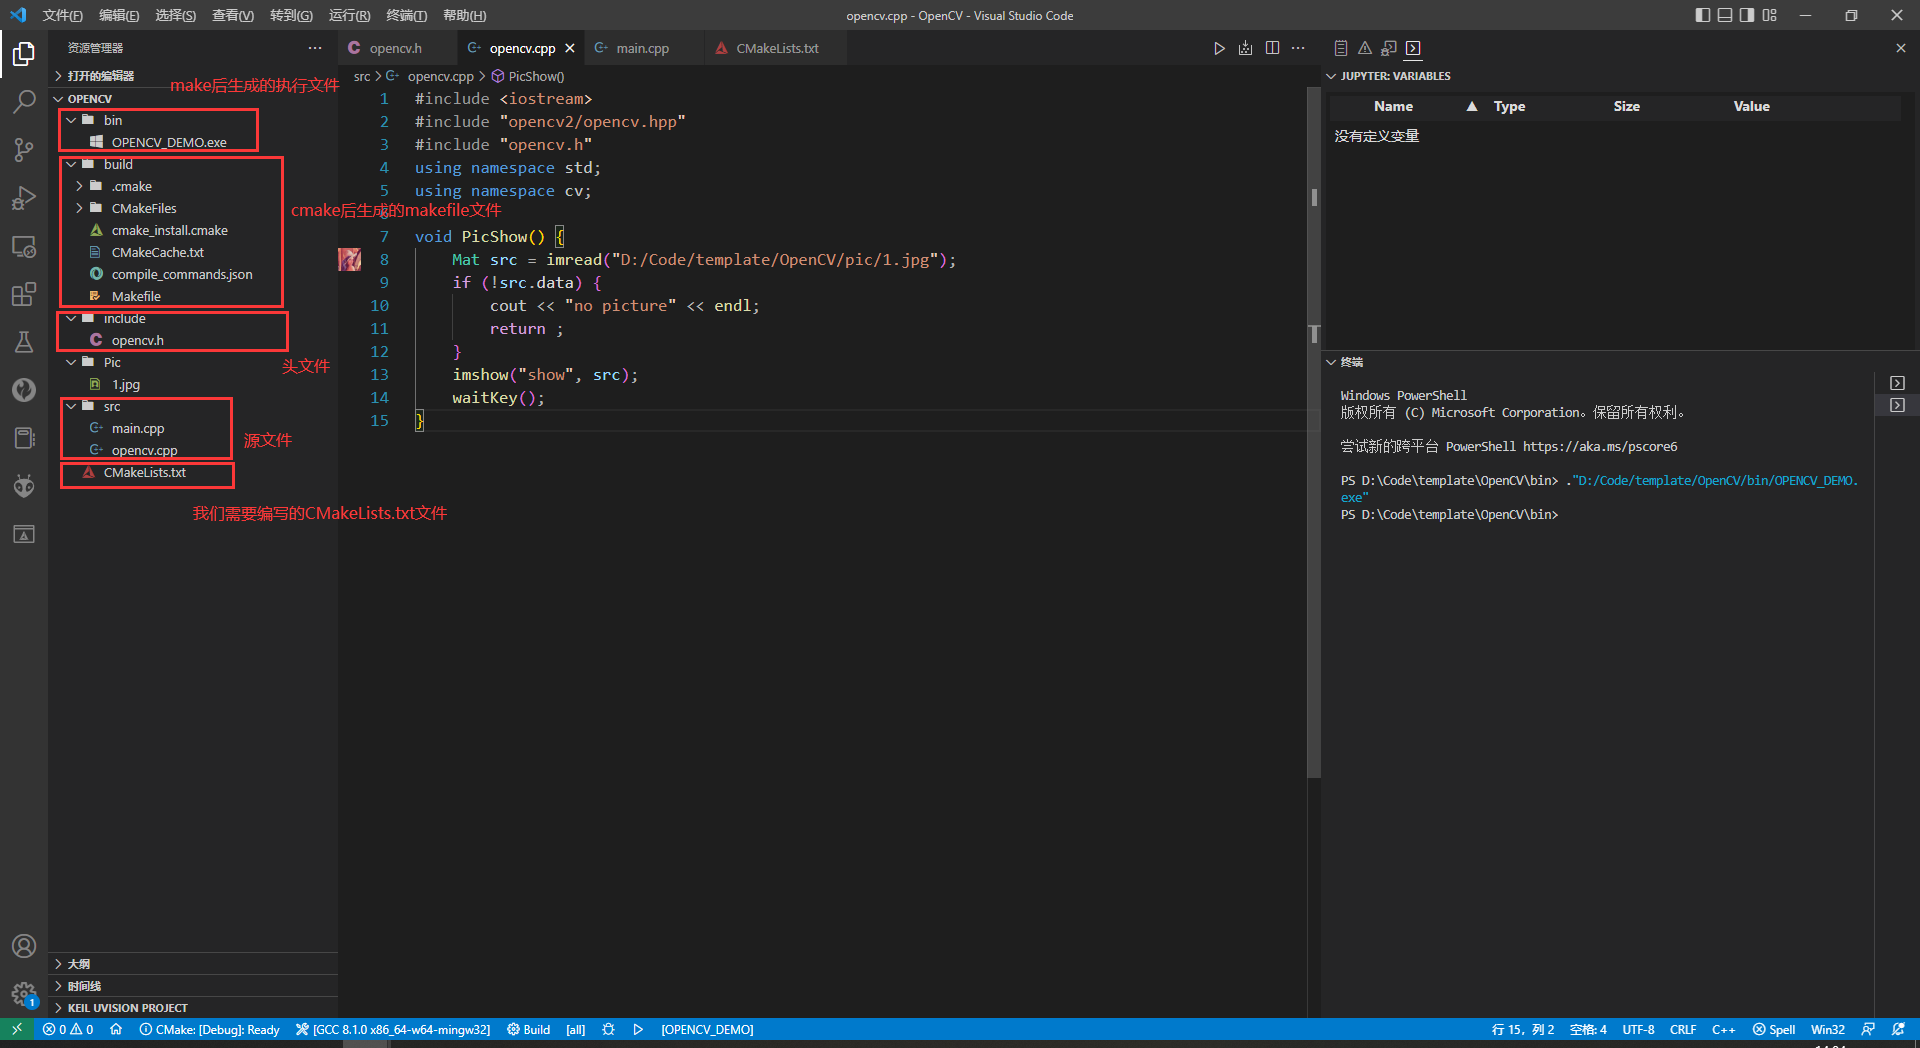 文件(F) 编辑(E) 选择(S) 查看(V) 转到(G) 运行(R) 终端(T) 帮助(H)
opencv.cpp - OpenCV - Visual Studio Code
资源管理器
打开的编辑器
make后生成的执行文件
OPENCV
bin
OPENCV_DEMO.exe
build
.cmake
CMakeFiles
cmake后生成的makefile文件
cmake_install.cmake
CMakeCache.txt
compile_commands.json
Makefile
include
opencv.h
头文件
Pic
1.jpg
src
main.cpp
源文件
opencv.cpp
CMakeLists.txt
我们需要编写的CMakeLists.txt文件
大纲
时间线
KEIL UVISION PROJECT
opencv.h opencv.cpp main.cpp CMakeLists.txt
src opencv.cpp PicShow()
1 #include <iostream>
2 #include "opencv2/opencv.hpp"
3 #include "opencv.h"
4 using namespace std;
5 using namespace cv;
7 void PicShow() {
8 Mat src = imread("D:/Code/template/OpenCV/pic/1.jpg");
9 if (!src.data) {
10 cout << "no picture" << endl;
11 return ;
12 }
13 imshow("show", src);
14 waitKey();
15 }
JUPYTER: VARIABLES
Name Type Size Value
没有定义变量
终端
Windows PowerShell
版权所有 (C) Microsoft Corporation。保留所有权利。
尝试新的跨平台 PowerShell https://aka.ms/pscore6
PS D:\Code\template\OpenCV\bin> ."D:/Code/template/OpenCV/bin/OPENCV_DEMO.
exe"
PS D:\Code\template\OpenCV\bin>
1
0 0 CMake: [Debug]: Ready [GCC 8.1.0 x86_64-w64-mingw32] Build [all] [OPENCV_DEMO] 行 15，列 2 空格: 4 UTF-8 CRLF C++ Spell Win32